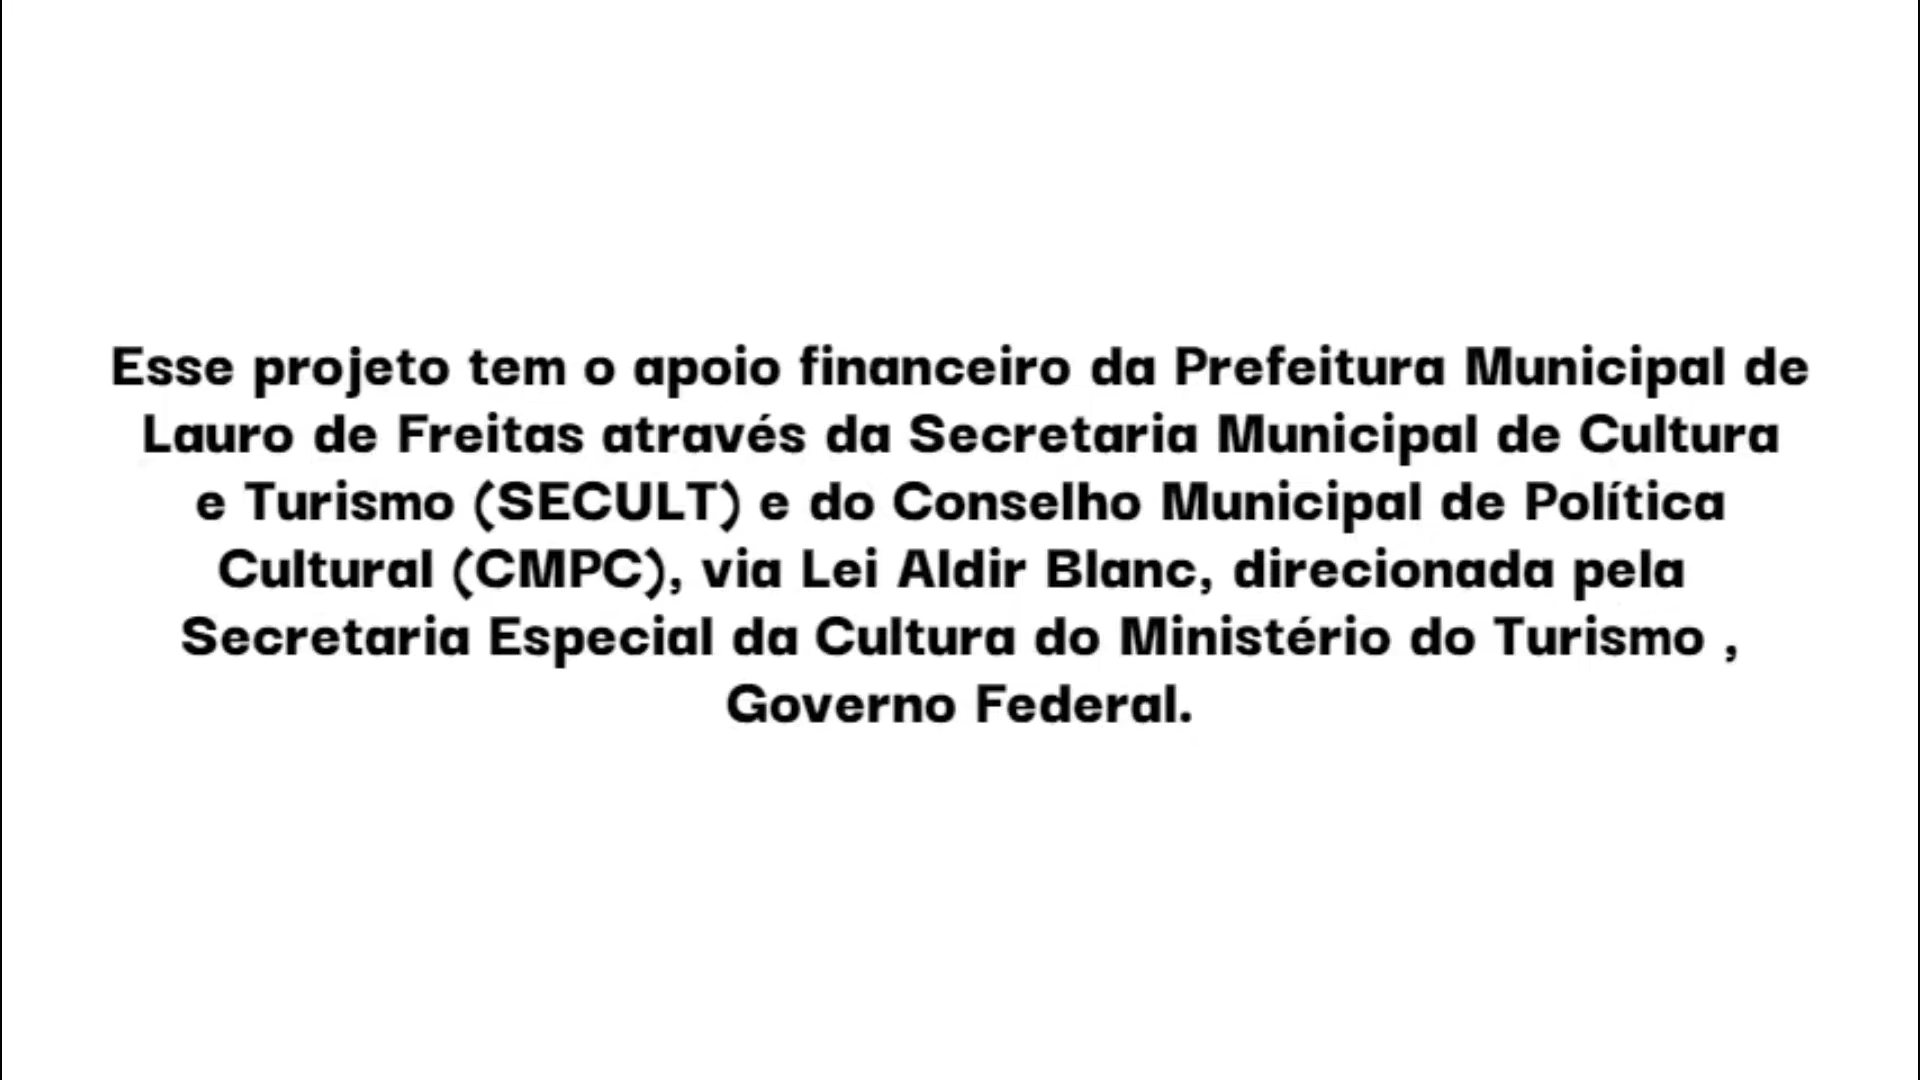 Esse projeto tem o apoio financeiro da Prefeitura Municipal de
Lauro de Freitas através da Secretaria Municipal de Cultura
e Turismo (SECULT) e do Conselho Municipal de Política
Cultural (CMPC), via Lei Aldir Blanc, direcionada pela
Secretaria Especial da Cultura do Ministério do Turismo ,
Governo Federal.